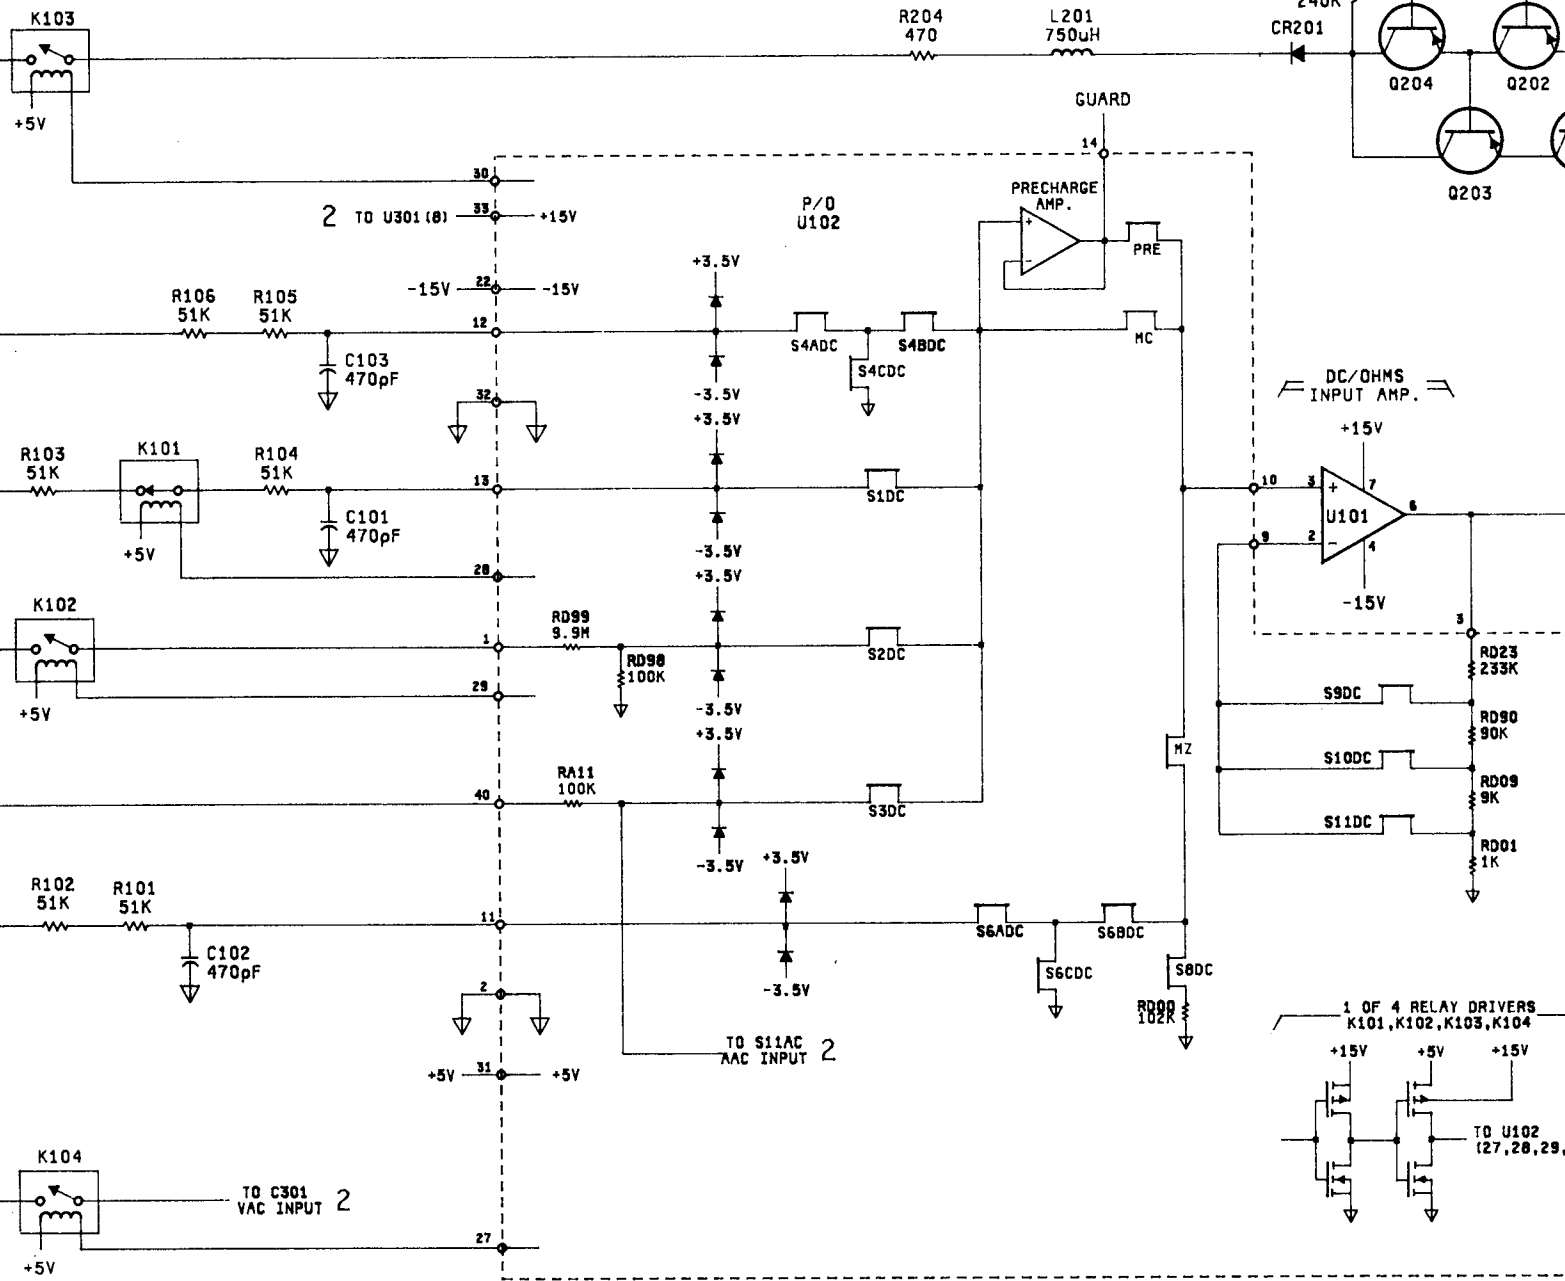 K103
+5V
R204
470
L201
750uH
240K
CR201
Q204
Q202
Q203
GUARD
14
30
2 TO U301(8)
33
+15V
P/O
U102
PRECHARGE
AMP.
+
-
PRE
-15V
22
-15V
+3.5V
R106
51K
R105
51K
12
S4ADC
S4BDC
MC
C103
470pF
S4CDC
-3.5V
32
+3.5V
DC/OHMS
INPUT AMP.
+15V
R103
51K
K101
R104
51K
13
S1DC
10
3
+
7
U101
6
C101
470pF
+5V
-3.5V
9
2
-
4
28
+3.5V
-15V
K102
RD99
9.9M
1
RD98
100K
S2DC
3
RD23
233K
29
+5V
-3.5V
S9DC
+3.5V
RD90
90K
MZ
S10DC
RA11
100K
40
S3DC
RD09
9K
S11DC
-3.5V
+3.5V
RD01
1K
R102
51K
R101
51K
11
S6ADC
S6BDC
C102
470pF
S6CDC
S8DC
-3.5V
2
RD00
102K
1 OF 4 RELAY DRIVERS
K101,K102,K103,K104
TO S11AC
AAC INPUT 2
+15V
+5V
+15V
+5V
31
+5V
TO U102
(27,28,29,
K104
TO C301
VAC INPUT 2
27
+5V